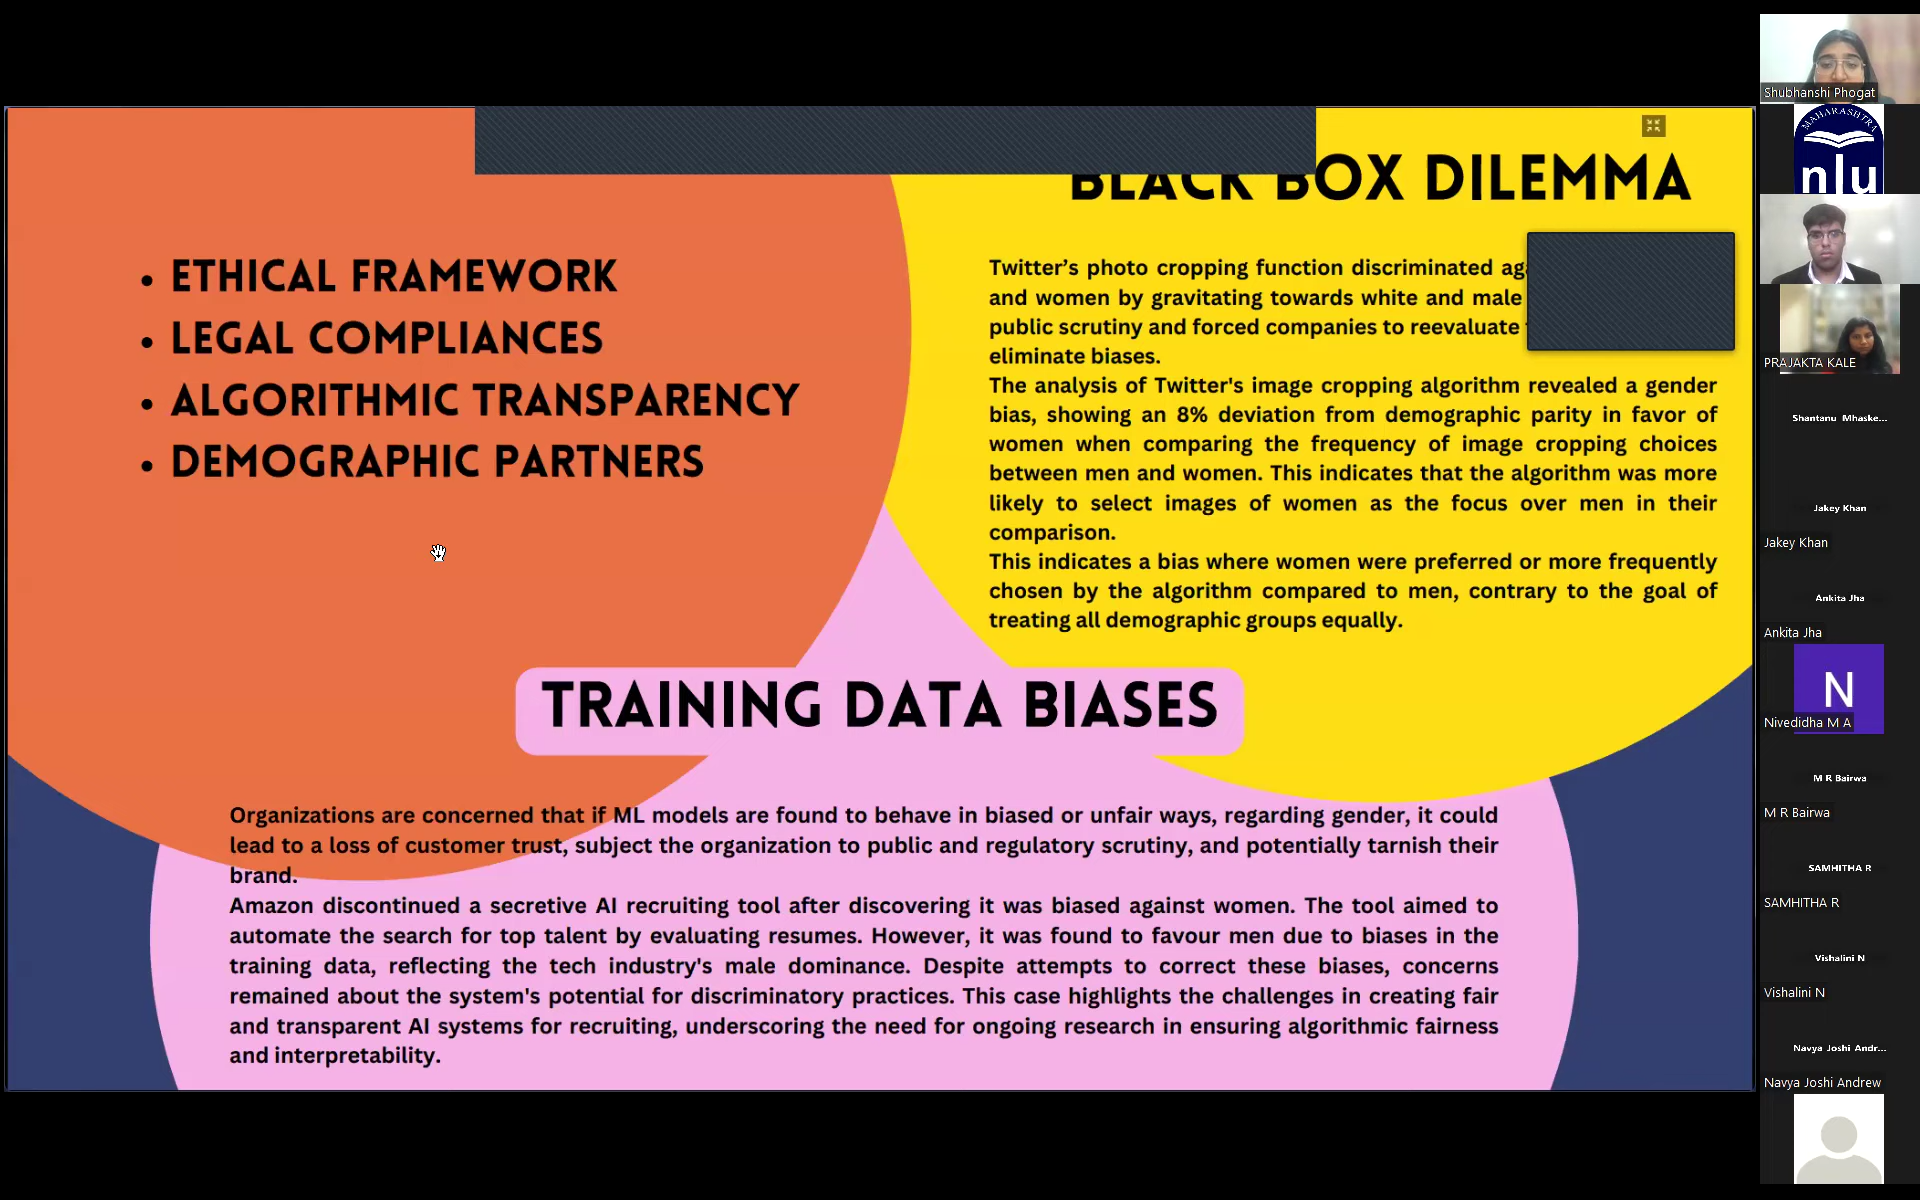 BLACK BOX DILEMMA
• ETHICAL FRAMEWORK
• LEGAL COMPLIANCES
• ALGORITHMIC TRANSPARENCY
• DEMOGRAPHIC PARTNERS
Twitter's photo cropping function discriminated
and women by gravitating towards white and male
public scrutiny and forced companies to reevaluate
eliminate biases.
The analysis of Twitter's image cropping algorithm revealed a gender
bias, showing an 8% deviation from demographic parity in favor of
women when comparing the frequency of image cropping choices
between men and women. This indicates that the algorithm was more
likely to select images of women as the focus over men in their
comparison.
This indicates a bias where women were preferred or more frequently
chosen by the algorithm compared to men, contrary to the goal of
treating all demographic groups equally.
TRAINING DATA BIASES
Organizations are concerned that if ML models are found to behave in biased or unfair ways, regarding gender, it could
lead to a loss of customer trust, subject the organization to public and regulatory scrutiny, and potentially tarnish their
brand.
Amazon discontinued a secretive AI recruiting tool after discovering it was biased against women. The tool aimed to
automate the search for top talent by evaluating resumes. However, it was found to favour men due to biases in the
training data, reflecting the tech industry's male dominance. Despite attempts to correct these biases, concerns
remained about the system's potential for discriminatory practices. This case highlights the challenges in creating fair
and transparent AI systems for recruiting, underscoring the need for ongoing research in ensuring algorithmic fairness
and interpretability.
Shubhanshi Phogat
MAHARASHTRA
nlu
PRAJAKTA KALE
Shantanu Mhaske...
Jakey Khan
Jakey Khan
Ankita Jha
Ankita Jha
N
Nivedidha M A
M R Bairwa
M R Bairwa
SAMHITHA R
SAMHITHA R
Vishalini N
Vishalini N
Navya Joshi Andr...
Navya Joshi Andrew